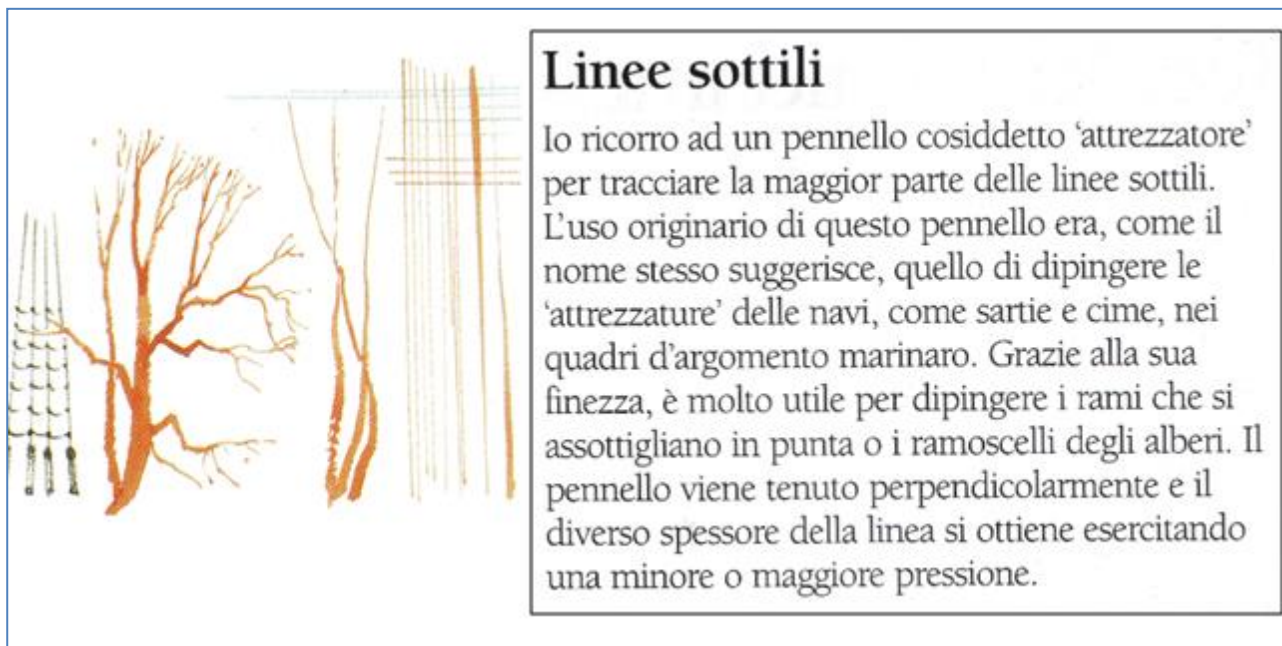 Linee sottili
Io ricorro ad un pennello cosiddetto ‘attrezzatore’
per tracciare la maggior parte delle linee sottili.
L'uso originario di questo pennello era, come il
nome stesso suggerisce, quello di dipingere le
‘attrezzature’ delle navi, come sartie e cime, nei
quadri d'argomento marinaro. Grazie alla sua
finezza, è molto utile per dipingere i rami che si
assottigliano in punta o i ramoscelli degli alberi. Il
pennello viene tenuto perpendicolarmente e il
diverso spessore della linea si ottiene esercitando
una minore o maggiore pressione.